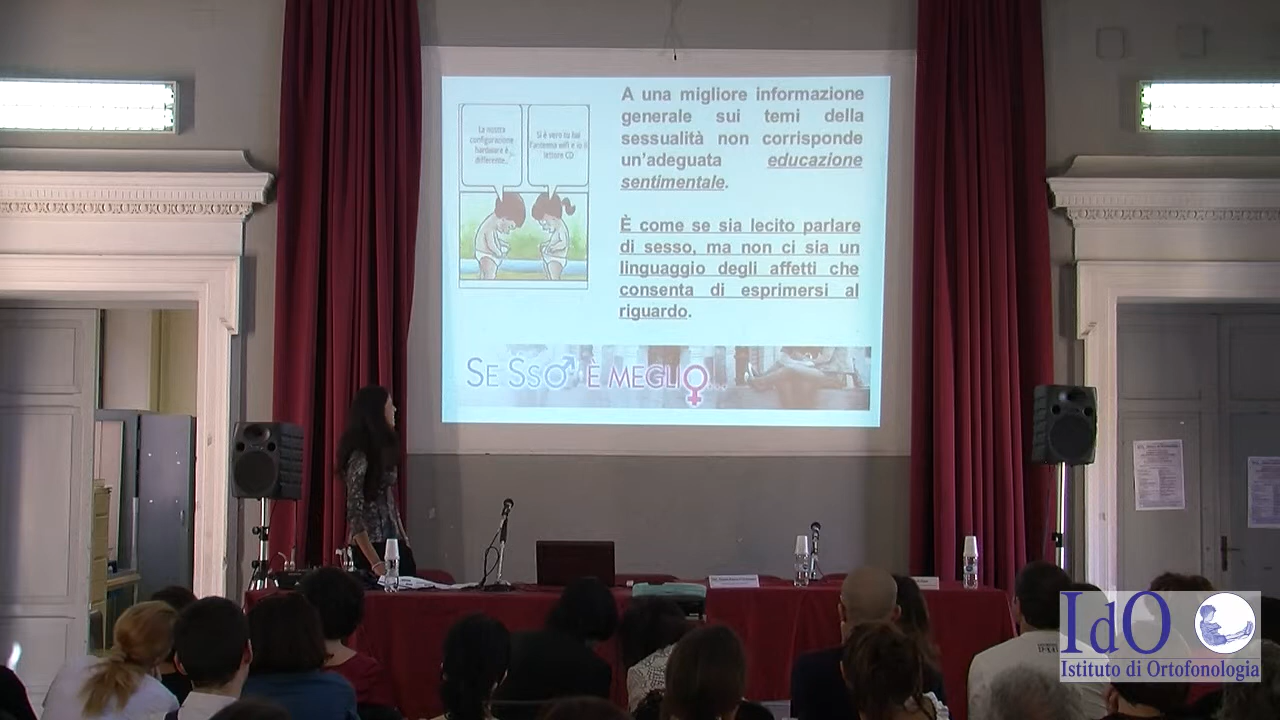 La nostra
configurazione
hardware è
differente..
Si è vero tu hai
l'antenna wifi e io il
lettore CD
A una migliore informazione
generale sui temi della
sessualità non corrisponde
un'adeguata educazione
sentimentale.
È come se sia lecito parlare
di sesso, ma non ci sia un
linguaggio degli affetti che
consenta di esprimersi al
riguardo.
SE SSO È MEGLIO...
IdO
Istituto di Ortofonologia